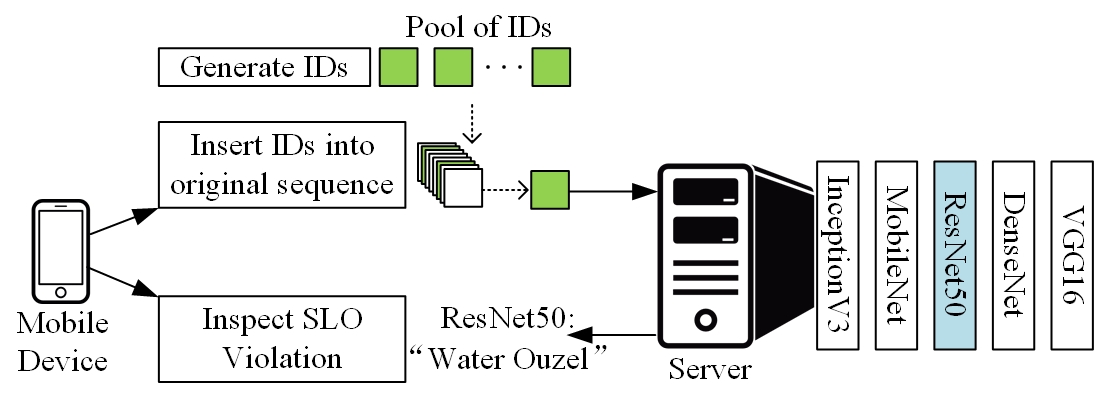 Pool of IDs
Generate IDs
. . .
Insert IDs into
original sequence
Mobile
Device
Inspect SLO
Violation
ResNet50:
“Water Ouzel”
Server
InceptionV3
MobileNet
ResNet50
DenseNet
VGG16